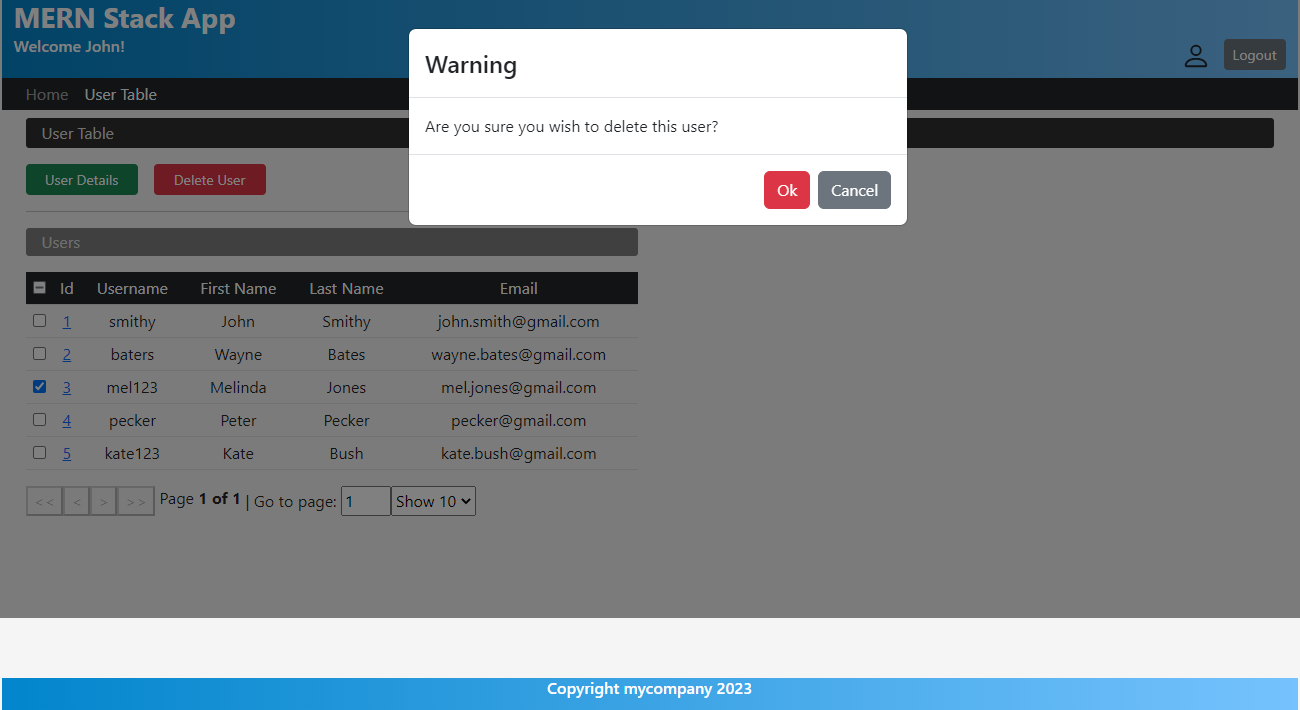 MERN Stack App
Welcome John!
Logout
Home User Table
User Table
User Details Delete User
Warning
Are you sure you wish to delete this user?
Ok Cancel
Users
Id Username First Name Last Name Email
1 smithy John Smithy john.smith@gmail.com
2 baters Wayne Bates wayne.bates@gmail.com
3 mel123 Melinda Jones mel.jones@gmail.com
4 pecker Peter Pecker pecker@gmail.com
5 kate123 Kate Bush kate.bush@gmail.com
<< < > >> Page 1 of 1 | Go to page: 1 Show 10
Copyright mycompany 2023